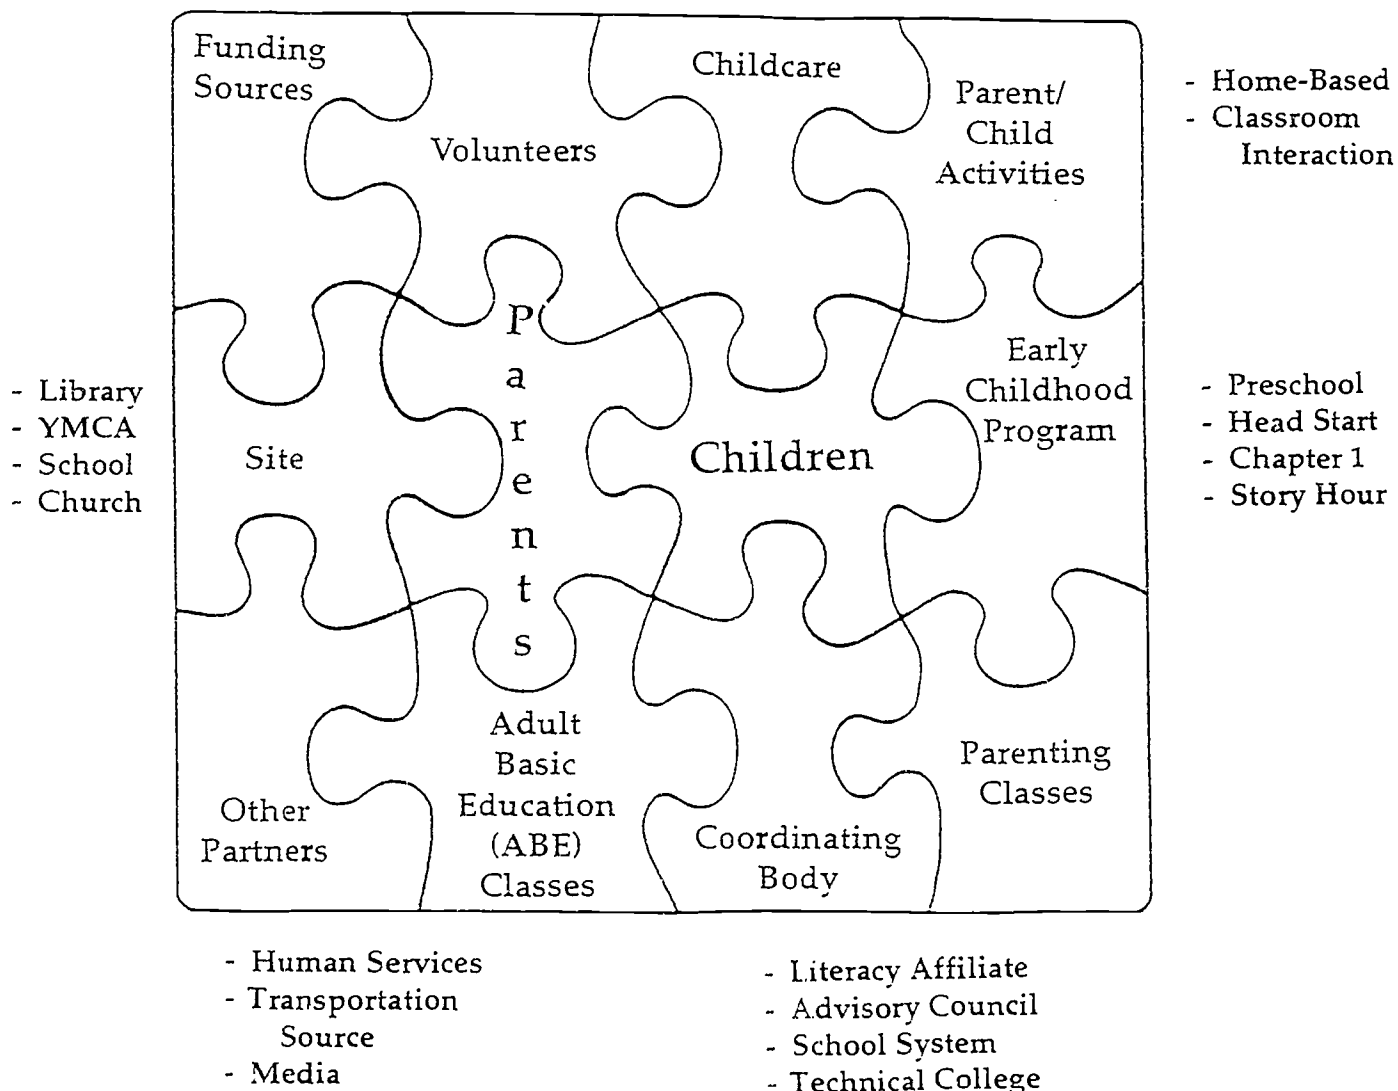 Funding
Sources
Volunteers
Childcare
Parent/
Child
Activities
- Home-Based
- Classroom
Interaction
- Library
- YMCA
- School
- Church
Site
P
a
r
e
n
t
s
Children
Early
Childhood
Program
- Preschool
- Head Start
- Chapter 1
- Story Hour
Other
Partners
Adult
Basic
Education
(ABE)
Classes
Coordinating
Body
Parenting
Classes
- Human Services
- Transportation
Source
- Media
- Literacy Affiliate
- Advisory Council
- School System
- Technical College